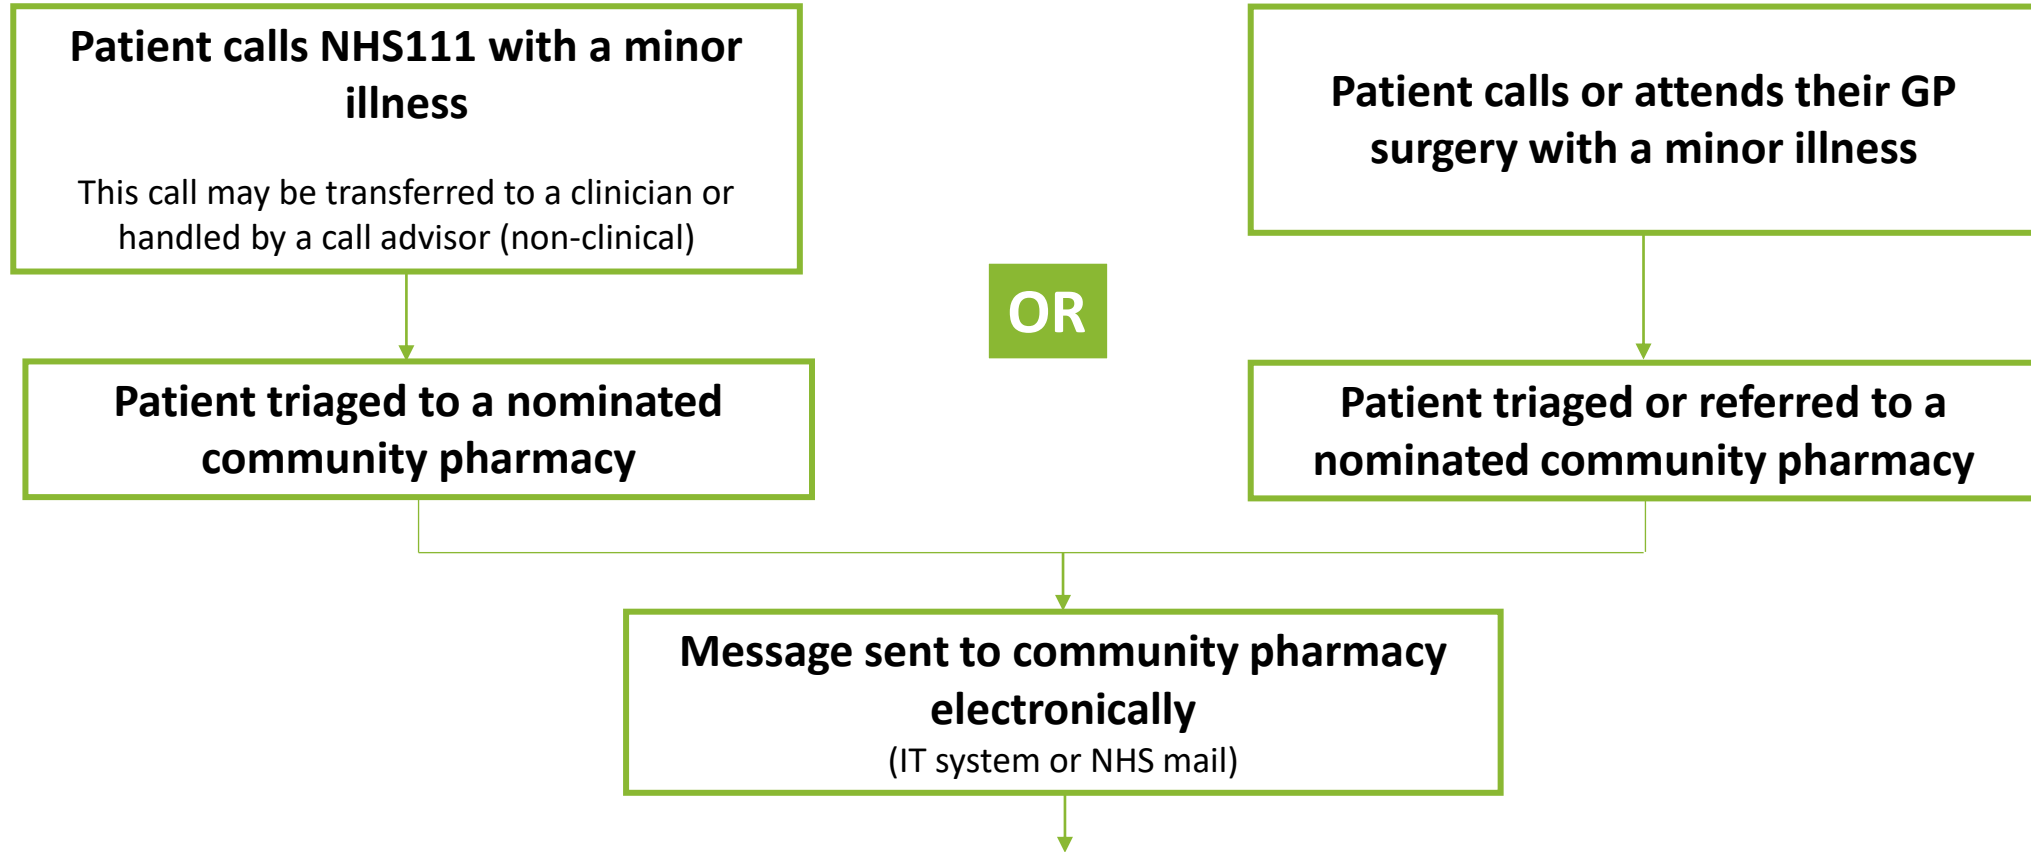 Patient calls NHS111 with a minor
illness
This call may be transferred to a clinician or
handled by a call advisor (non-clinical)
Patient calls or attends their GP
surgery with a minor illness
OR
Patient triaged to a nominated
community pharmacy
Patient triaged or referred to a
nominated community pharmacy
Message sent to community pharmacy
electronically
(IT system or NHS mail)